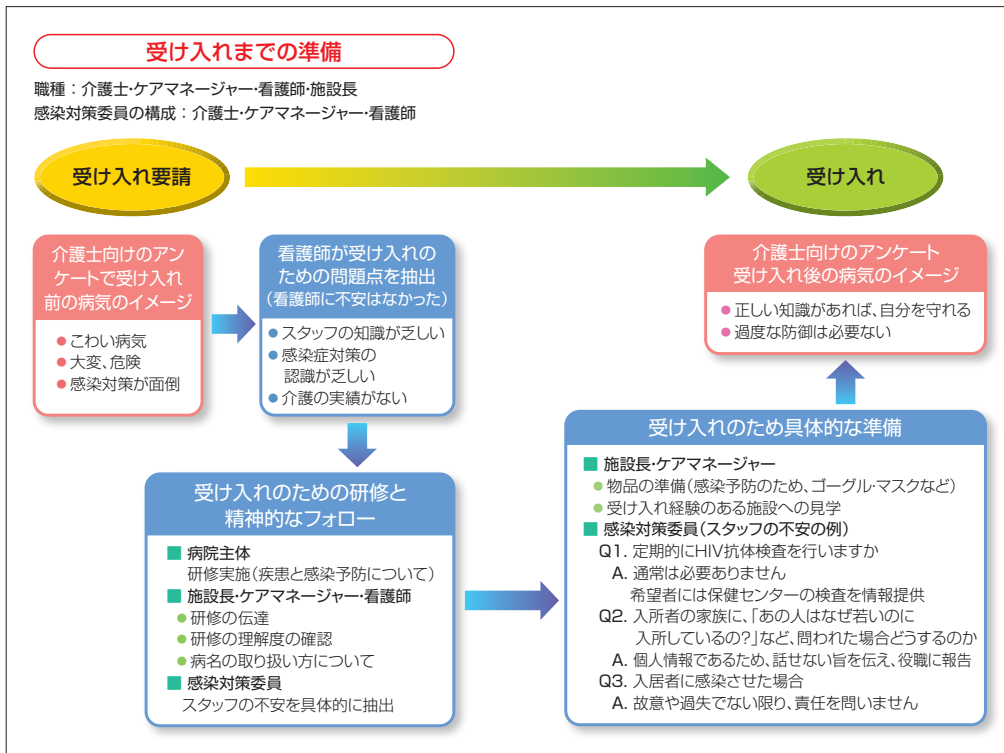 受け入れまでの準備
職種：介護士・ケアマネージャー・看護師・施設長
感染対策委員の構成：介護士・ケアマネージャー・看護師
受け入れ要請
受け入れ
介護士向けのアン
ケートで受け入れ
前の病気のイメージ
● こわい病気
● 大変、危険
● 感染対策が面倒
看護師が受け入れの
ための問題点を抽出
（看護師に不安はなかった）
● スタッフの知識が乏しい
● 感染症対策の
認識が乏しい
● 介護の実績がない
受け入れのための研修と
精神的なフォロー
■ 病院主体
研修実施（疾患と感染予防について）
■ 施設長・ケアマネージャー・看護師
● 研修の伝達
● 研修の理解度の確認
● 病名の取り扱い方について
■ 感染対策委員
スタッフの不安を具体的に抽出
受け入れのため具体的な準備
■ 施設長・ケアマネージャー
● 物品の準備（感染予防のため、ゴーグル・マスクなど）
● 受け入れ経験のある施設への見学
■ 感染対策委員（スタッフの不安の例）
Q1. 定期的にHIV抗体検査を行いますか
A. 通常は必要ありません
希望者には保健センターの検査を情報提供
Q2. 入所者の家族に、「あの人はなぜ若いのに
入所しているの?」など、問われた場合どうするのか
A. 個人情報であるため、話せない旨を伝え、役職に報告
Q3. 入居者に感染させた場合
A. 故意や過失でない限り、責任を問いません
介護士向けのアンケート
受け入れ後の病気のイメージ
● 正しい知識があれば、自分を守れる
● 過度な防御は必要ない